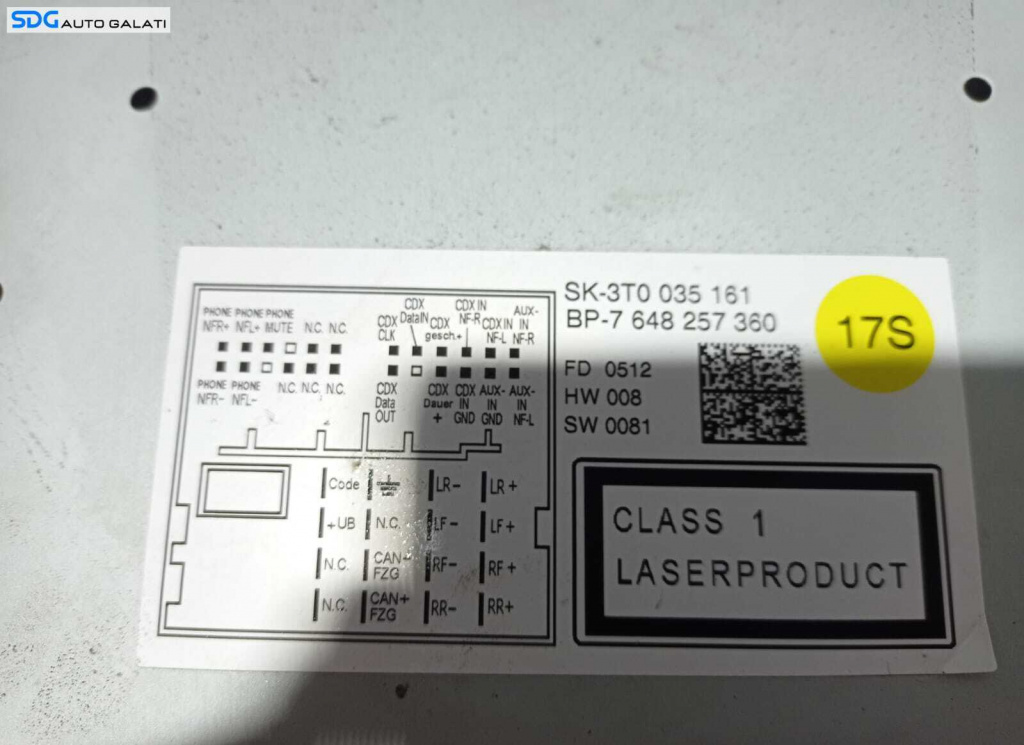 SDG AUTO GALATI
SK-3T0 035 161
BP-7 648 257 360
17S
FD 0512
HW 008
SW 0081
PHONE PHONE PHONE
NFR+ NFL+ MUTE N.C. N.C.
CDX CLK
CDX DataIN
CDX gesch.+
CDX IN NF-R
CDX IN NF-L
AUX-IN NF-R
PHONE NFR-
PHONE NFL-
N.C. N.C. N.C.
CDX Data OUT
CDX Dauer +
CDX IN GND
AUX-IN GND
AUX-IN NF-L
Code LR- LR+
+UB N.C. LF- LF+
N.C. CAN- FZG RF- RF+
N.C. CAN+ FZG RR- RR+
CLASS 1
LASERPRODUCT